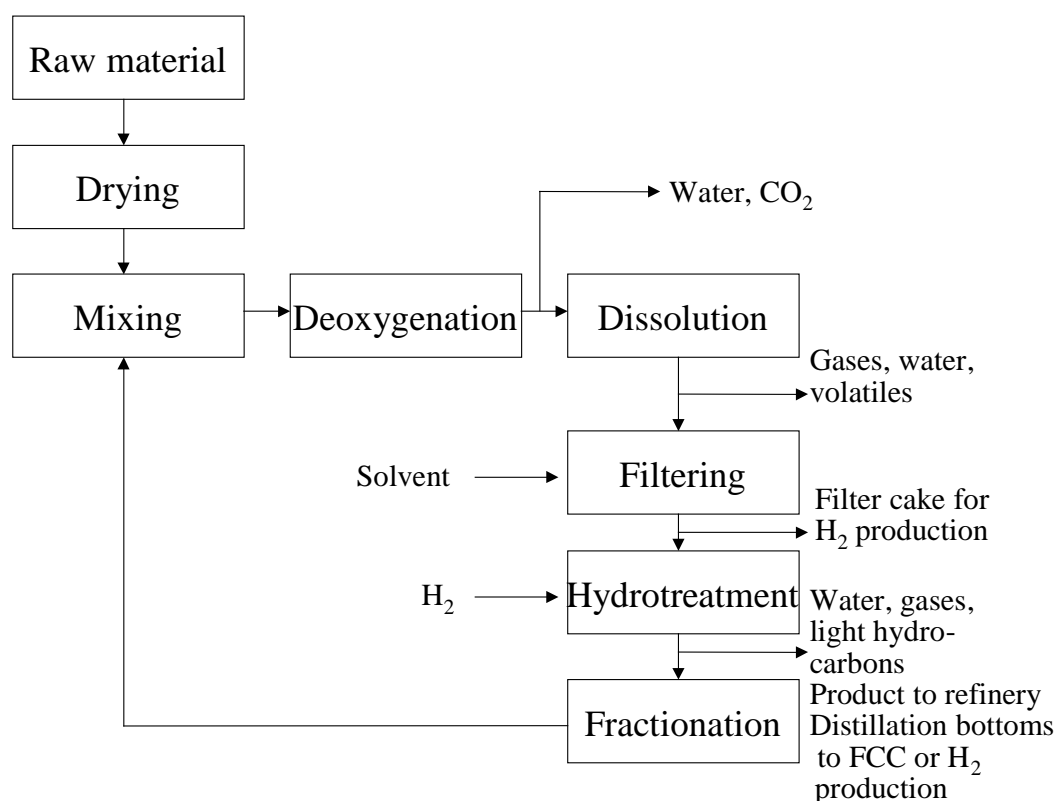 Raw material
Drying
Water, CO₂
Mixing
Deoxygenation
Dissolution
Gases, water,
volatiles
Solvent
Filtering
Filter cake for
H₂ production
H₂
Hydrotreatment
Water, gases,
light hydro-
carbons
Fractionation
Product to refinery
Distillation bottoms
to FCC or H₂
production